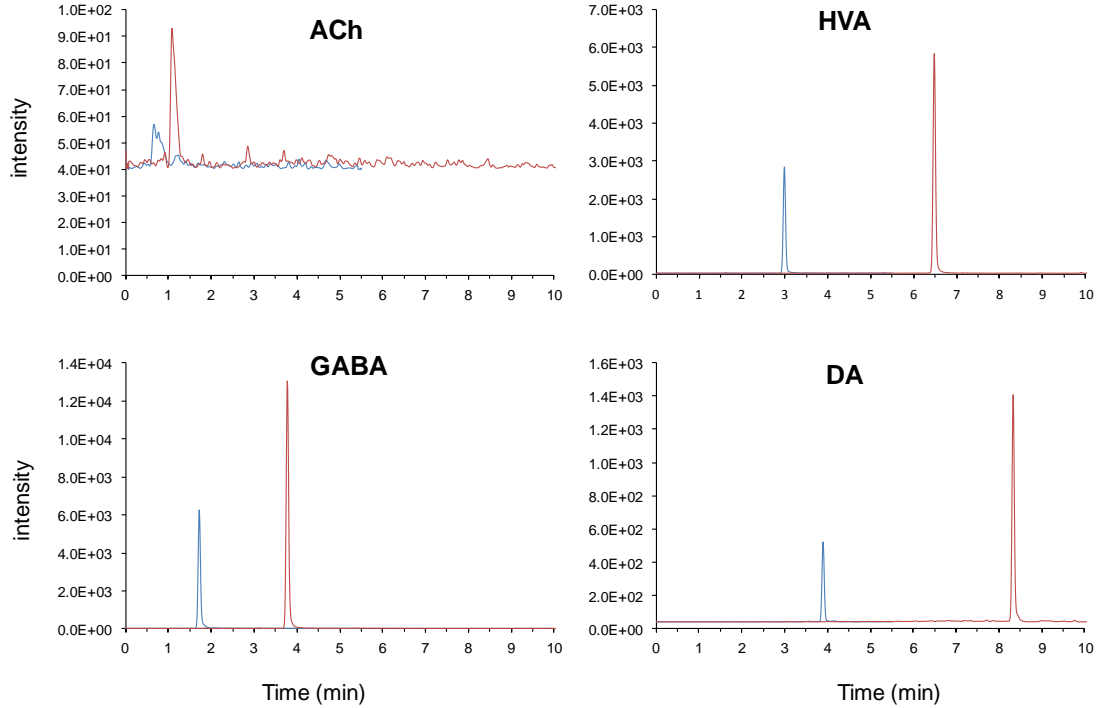 ACh
intensity
1.0E+02
9.0E+01
8.0E+01
7.0E+01
6.0E+01
5.0E+01
4.0E+01
3.0E+01
2.0E+01
1.0E+01
0.0E+00
0 1 2 3 4 5 6 7 8 9 10
HVA
7.0E+03
6.0E+03
5.0E+03
4.0E+03
3.0E+03
2.0E+03
1.0E+03
0.0E+00
0 1 2 3 4 5 6 7 8 9 10
GABA
intensity
1.4E+04
1.2E+04
1.0E+04
8.0E+03
6.0E+03
4.0E+03
2.0E+03
0.0E+00
0 1 2 3 4 5 6 7 8 9 10
Time (min)
DA
1.6E+03
1.4E+03
1.2E+03
1.0E+03
8.0E+02
6.0E+02
4.0E+02
2.0E+02
0.0E+00
0 1 2 3 4 5 6 7 8 9 10
Time (min)